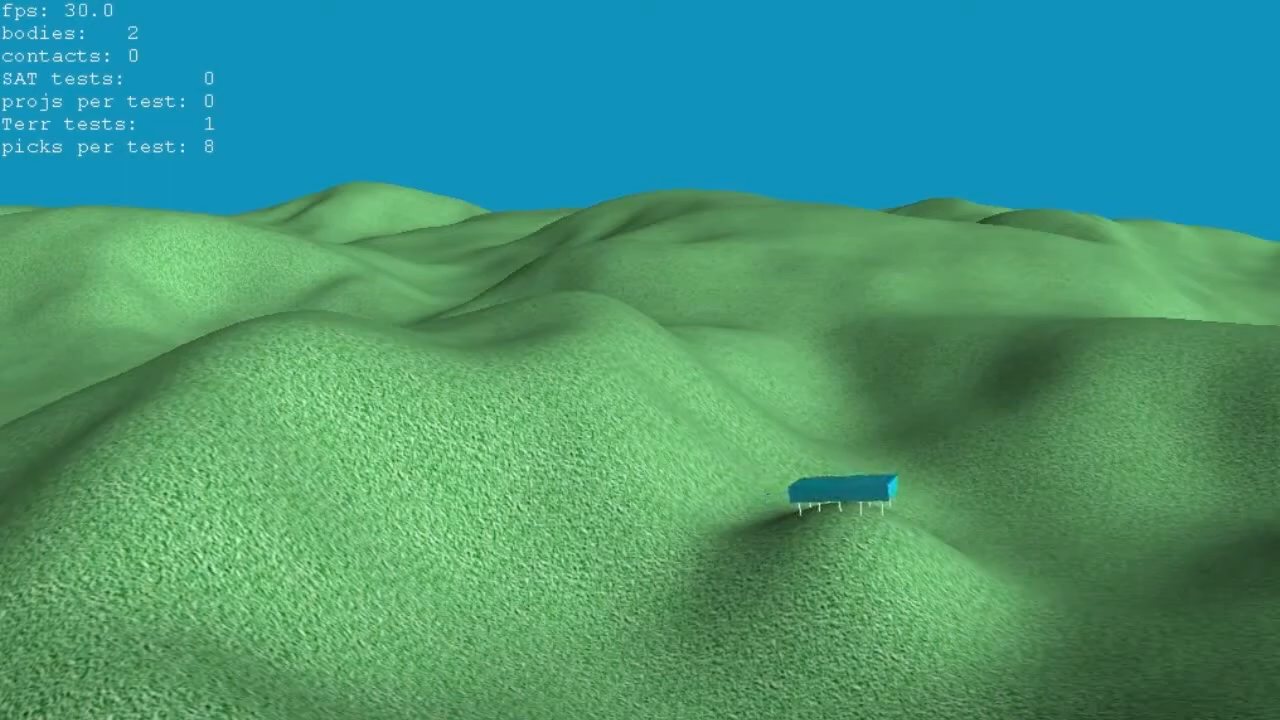 fps: 30.0
bodies: 2
contacts: 0
SAT tests: 0
projs per test: 0
Terr tests: 1
picks per test: 8